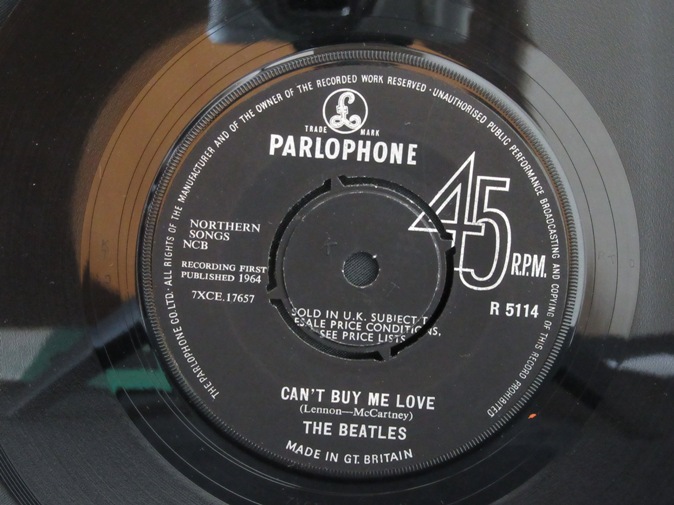 THE PARLOPHONE CO.LTD. · ALL RIGHTS OF THE MANUFACTURER AND OF THE OWNER OF THE RECORDED WORK RESERVED · UNAUTHORISED PUBLIC PERFORMANCE BROADCASTING AND COPYING OF THIS RECORD PROHIBITED
£
TRADE MARK
PARLOPHONE
45
R.P.M.
R 5114
NORTHERN
SONGS
NCB
RECORDING FIRST
PUBLISHED 1964
7XCE.17657
SOLD IN U.K. SUBJECT T
ESALE PRICE CONDITIONS,
SEE PRICE LISTS
CAN'T BUY ME LOVE
(Lennon—McCartney)
THE BEATLES
MADE IN GT. BRITAIN